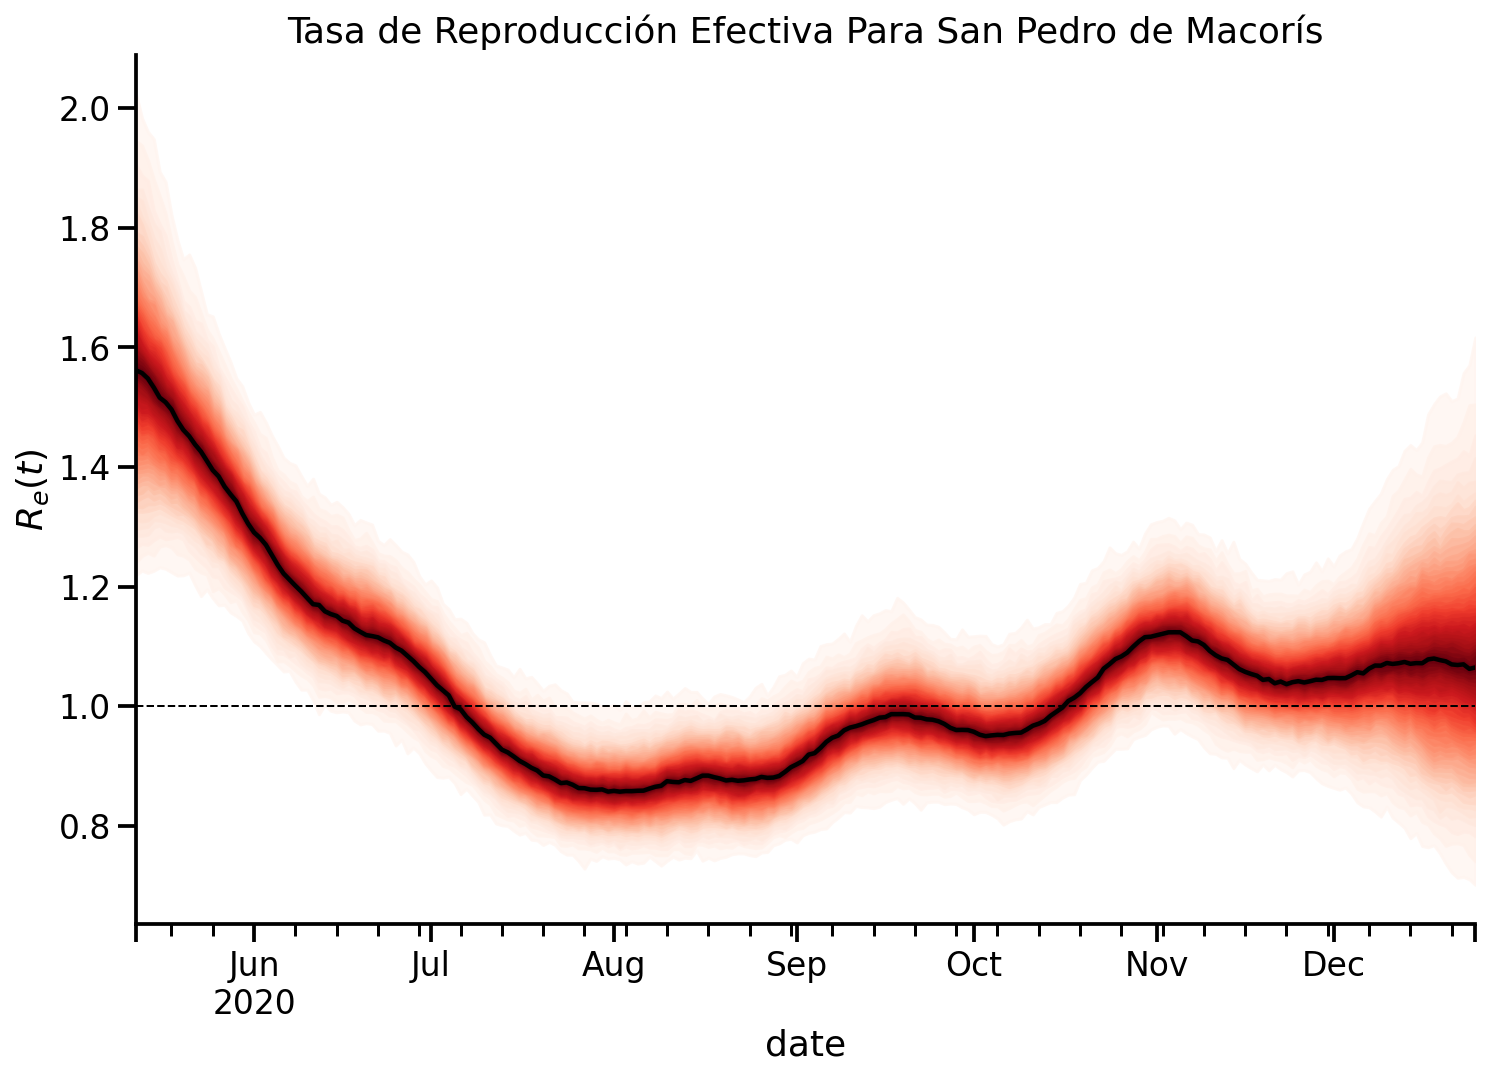 Tasa de Reproducción Efectiva Para San Pedro de Macorís
2.0
1.8
1.6
1.4
1.2
1.0
0.8
Rₑ(t)
Jun Jul Aug Sep Oct Nov Dec
2020
date